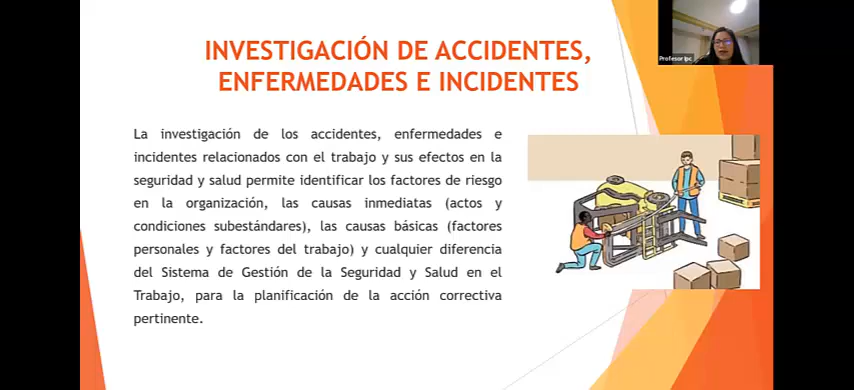 INVESTIGACIÓN DE ACCIDENTES,
ENFERMEDADES E INCIDENTES
La investigación de los accidentes, enfermedades e
incidentes relacionados con el trabajo y sus efectos en la
seguridad y salud permite identificar los factores de riesgo
en la organización, las causas inmediatas (actos y
condiciones subestándares), las causas básicas (factores
personales y factores del trabajo) y cualquier diferencia
del Sistema de Gestión de la Seguridad y Salud en el
Trabajo, para la planificación de la acción correctiva
pertinente.
Profesor ipc